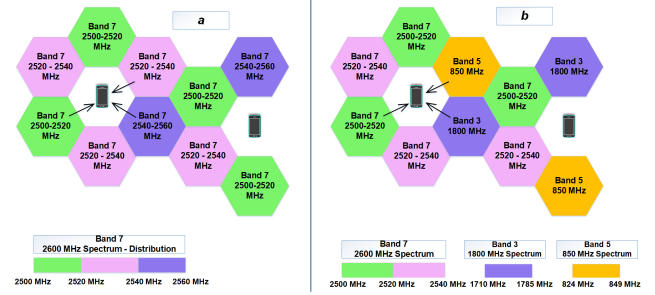 a
Band 7
2500-2520
MHz
Band 7
2520 - 2540
MHz
Band 7
2520 - 2540
MHz
Band 7
2540-2560
MHz
Band 7
2500-2520
MHz
Band 7
2500-2520
MHz
Band 7
2520 - 2540
MHz
Band 7
2540-2560
MHz
Band 7
2520 - 2540
MHz
Band 7
2500-2520
MHz
Band 7
2600 MHz Spectrum - Distribution
2500 MHz
2520 MHz
2540 MHz
2560 MHz
b
Band 7
2500-2520
MHz
Band 7
2520 - 2540
MHz
Band 5
850 MHz
Band 3
1800 MHz
Band 7
2500-2520
MHz
Band 7
2500-2520
MHz
Band 7
2520 - 2540
MHz
Band 3
1800 MHz
Band 7
2520 - 2540
MHz
Band 5
850 MHz
Band 7
2600 MHz Spectrum
2500 MHz
2520 MHz
2540 MHz
Band 3
1800 MHz Spectrum
1710 MHz
1785 MHz
Band 5
850 MHz Spectrum
824 MHz
849 MHz